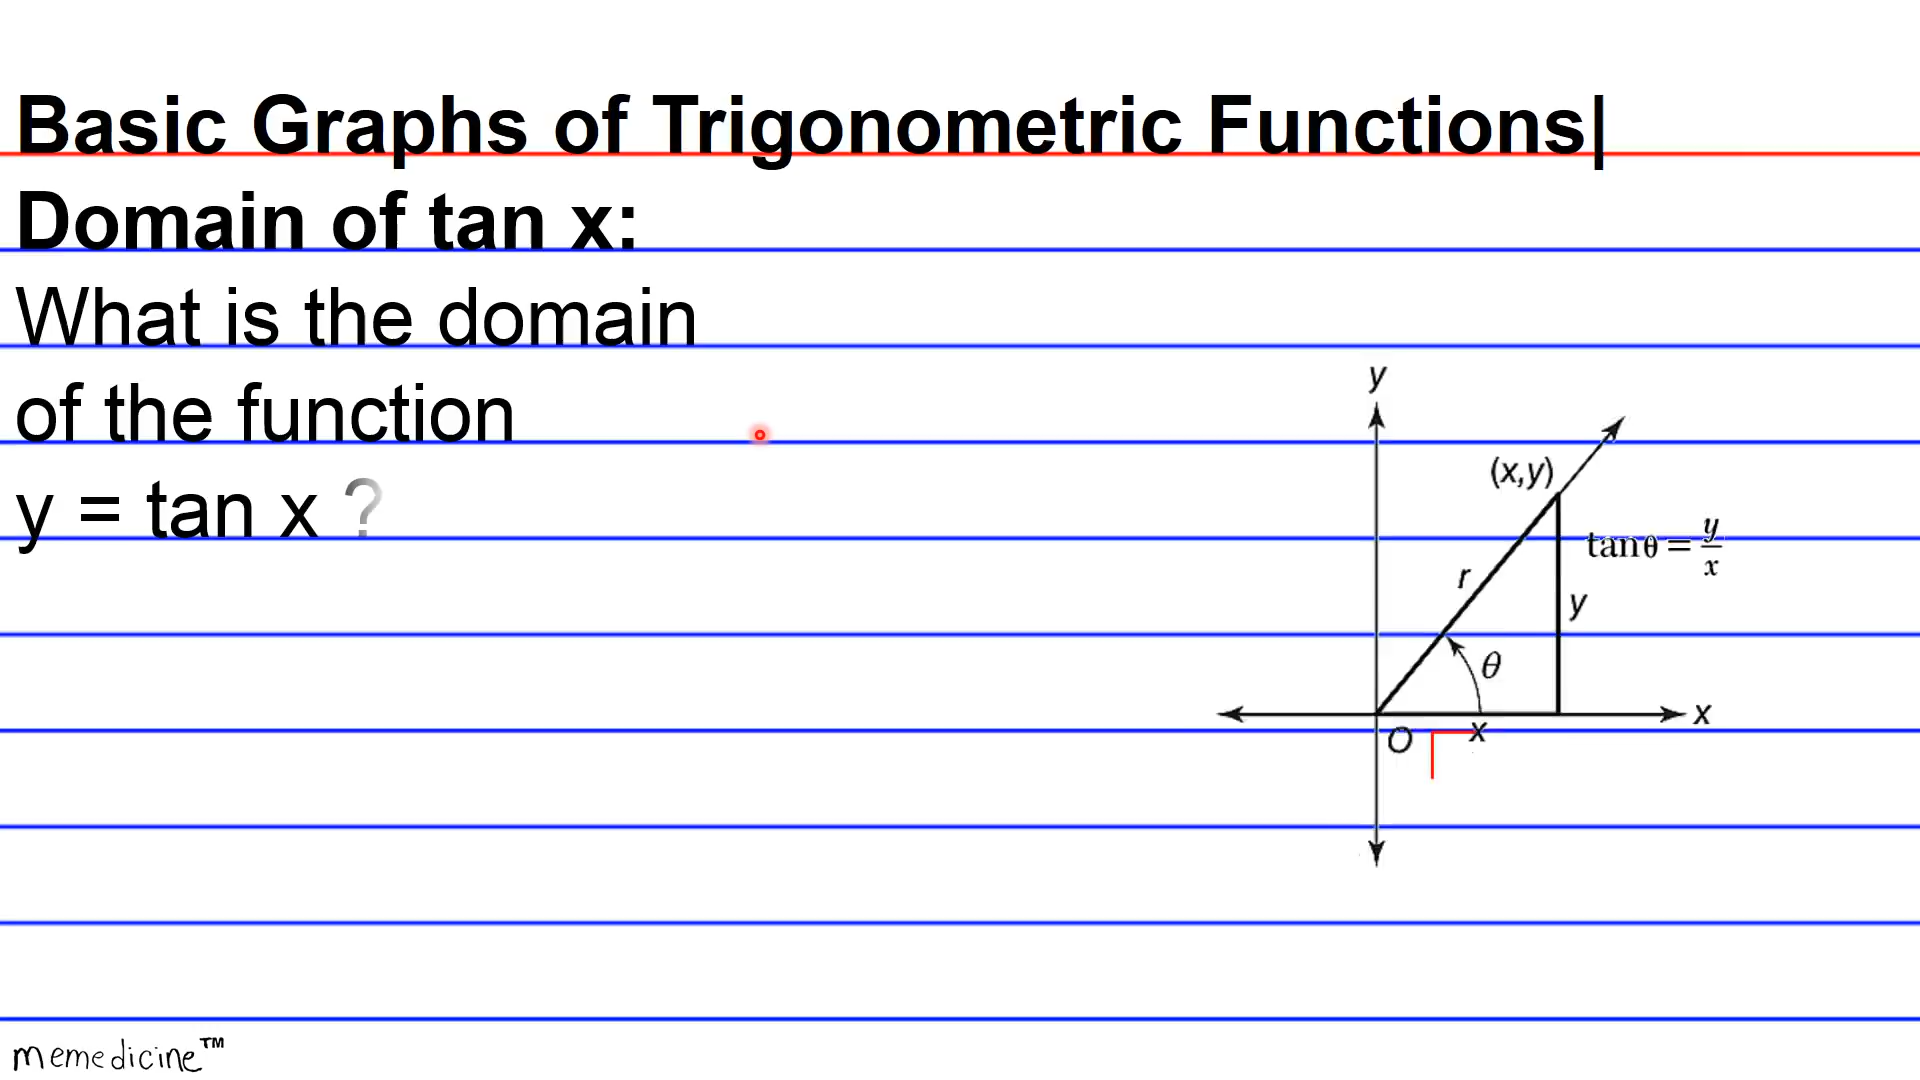 Basic Graphs of Trigonometric Functions|
Domain of tan x:
What is the domain
of the function
y = tan x ?
y
(x,y)
tanθ = y/x
r
y
θ
x
O
x
memedicine™